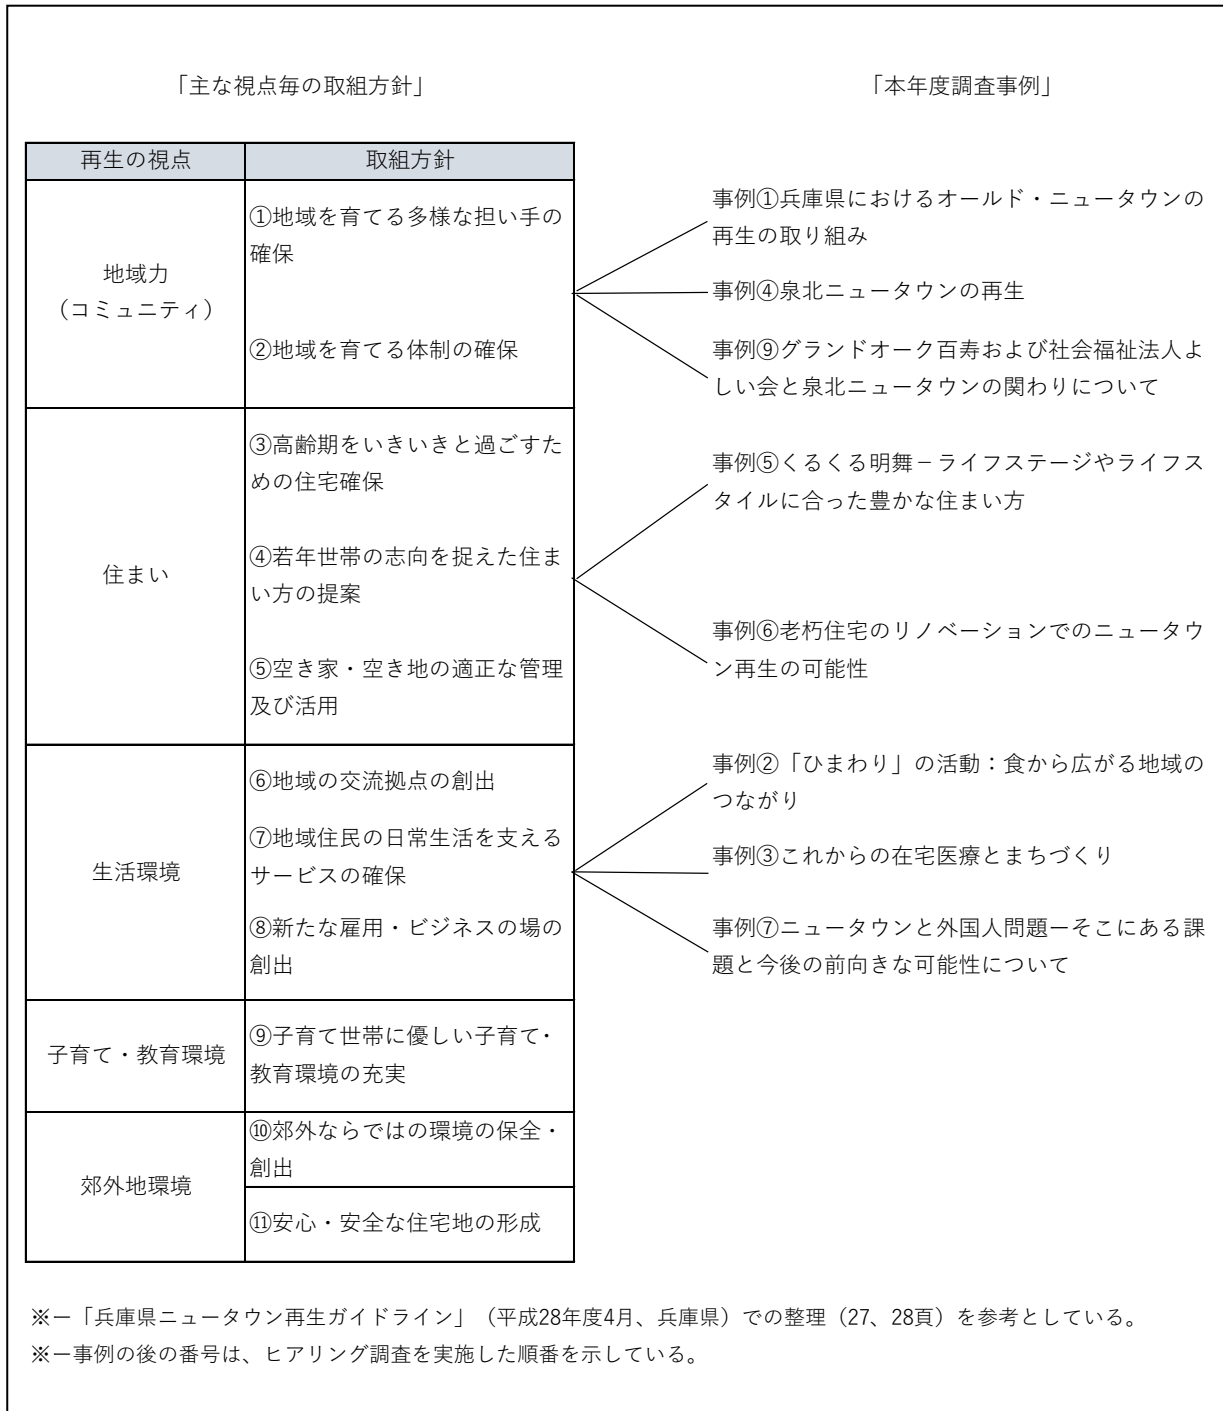 「主な視点毎の取組方針」
「本年度調査事例」
再生の視点
取組方針
地域力
（コミュニティ）
①地域を育てる多様な担い手の
確保
②地域を育てる体制の確保
事例①兵庫県におけるオールド・ニュータウンの
再生の取り組み
事例④泉北ニュータウンの再生
事例⑨グランドオーク百寿および社会福祉法人よ
しい会と泉北ニュータウンの関わりについて
住まい
③高齢期をいきいきと過ごすた
めの住宅確保
④若年世帯の志向を捉えた住ま
い方の提案
⑤空き家・空き地の適正な管理
及び活用
事例⑤くるくる明舞－ライフステージやライフス
タイルに合った豊かな住まい方
事例⑥老朽住宅のリノベーションでのニュータウ
ン再生の可能性
生活環境
⑥地域の交流拠点の創出
⑦地域住民の日常生活を支える
サービスの確保
⑧新たな雇用・ビジネスの場の
創出
事例②「ひまわり」の活動：食から広がる地域の
つながり
事例③これからの在宅医療とまちづくり
事例⑦ニュータウンと外国人問題ーそこにある課
題と今後の前向きな可能性について
子育て・教育環境
⑨子育て世帯に優しい子育て・
教育環境の充実
郊外地環境
⑩郊外ならではの環境の保全・
創出
⑪安心・安全な住宅地の形成
※ー「兵庫県ニュータウン再生ガイドライン」（平成28年度4月、兵庫県）での整理（27、28頁）を参考としている。
※ー事例の後の番号は、ヒアリング調査を実施した順番を示している。